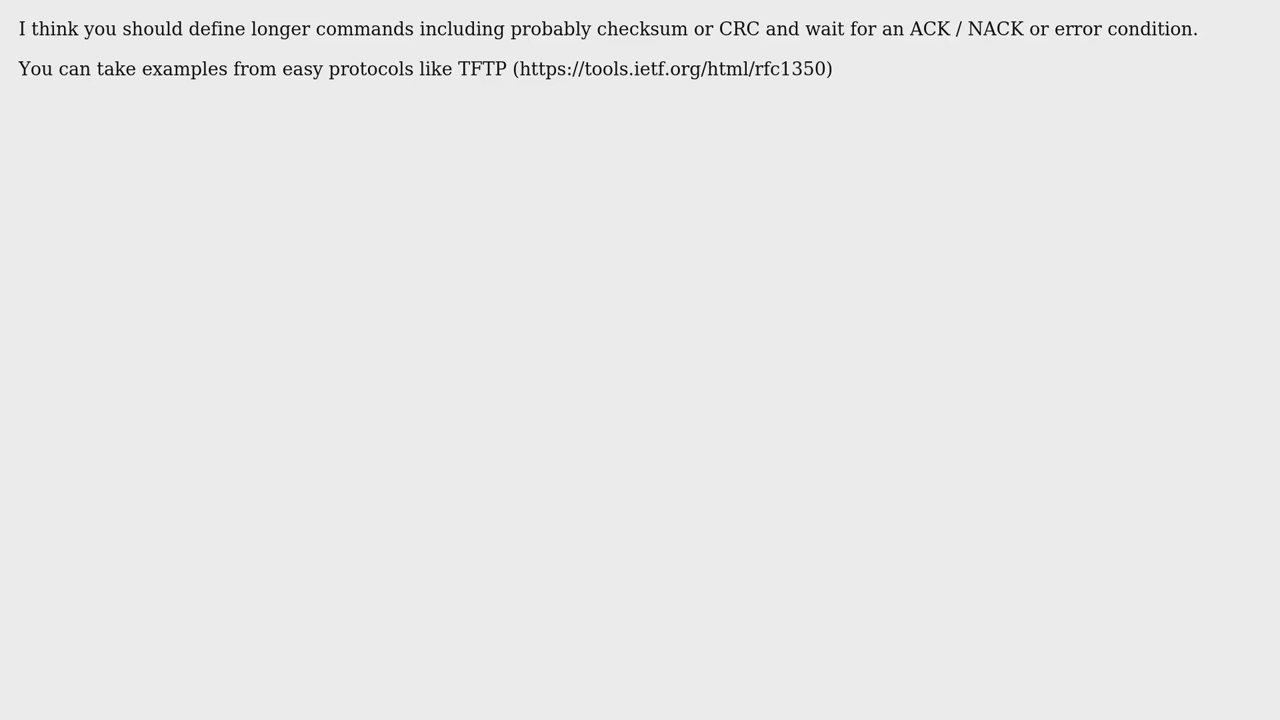 I think you should define longer commands including probably checksum or CRC and wait for an ACK / NACK or error condition.
You can take examples from easy protocols like TFTP (https://tools.ietf.org/html/rfc1350)